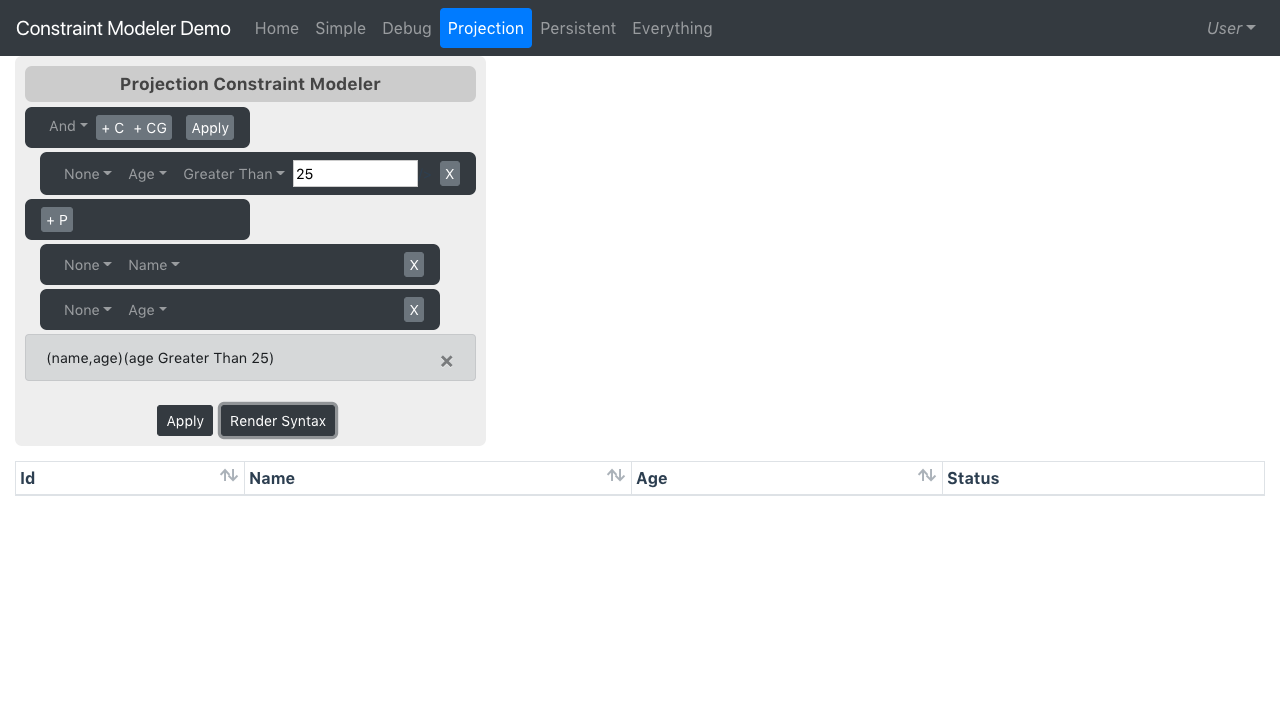 Constraint Modeler Demo Home Simple Debug Projection Persistent Everything User
Projection Constraint Modeler
And + C + CG Apply
None Age Greater Than 25 X
+ P
None Name X
None Age X
(name,age)(age Greater Than 25) ×
Apply Render Syntax
Id Name Age Status